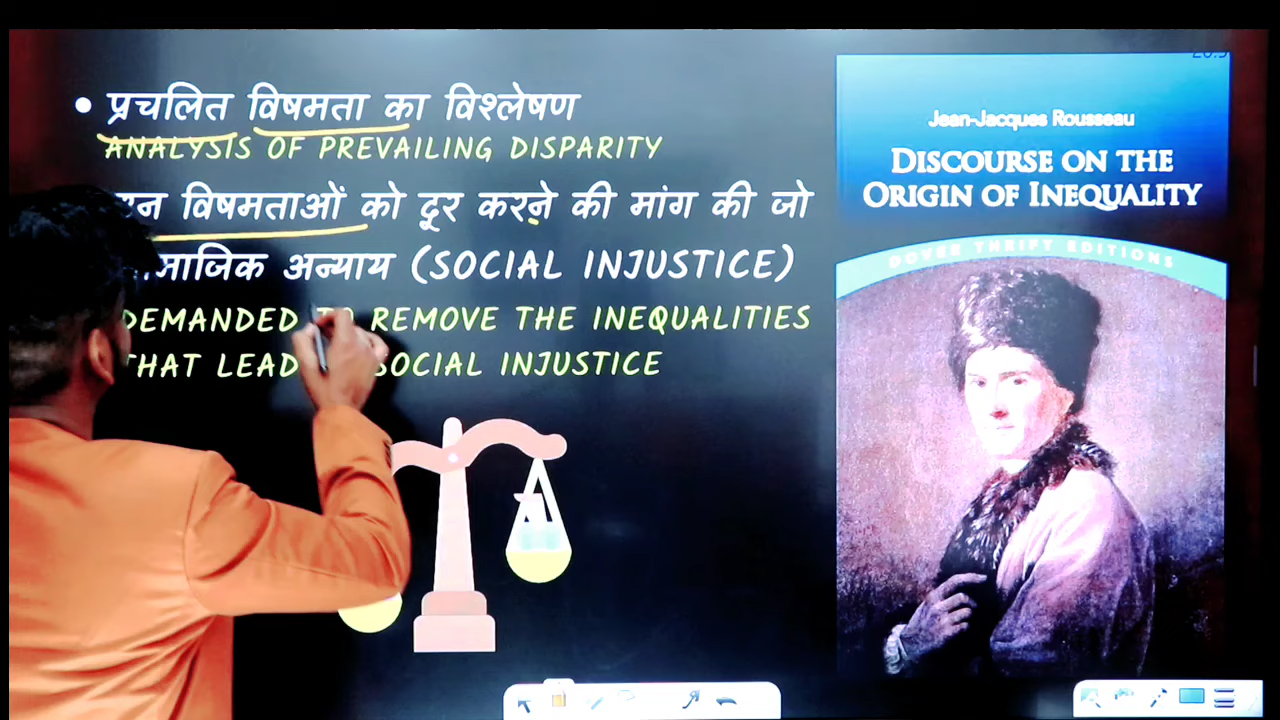 • प्रचलित विषमता का विश्लेषण
ANALYSIS OF PREVAILING DISPARITY
विषमताओं को दूर करने की मांग की जो
अन्याय (SOCIAL INJUSTICE)
DEMANDED TO REMOVE THE INEQUALITIES
THAT LEAD SOCIAL INJUSTICE
Jean-Jacques Rousseau
DISCOURSE ON THE
ORIGIN OF INEQUALITY
DOVER THRIFT EDITIONS